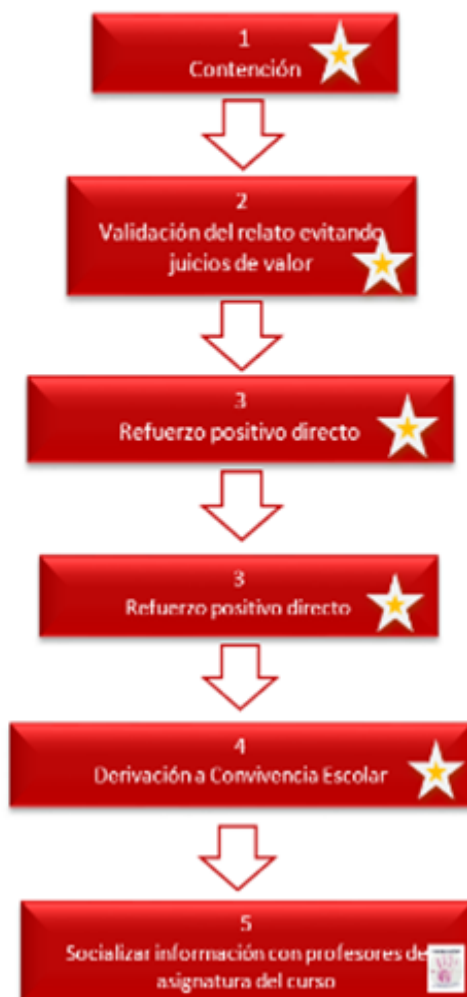 1
Contención
2
Validación del relato evitando
juicios de valor
3
Refuerzo positivo directo
3
Refuerzo positivo directo
4
Derivación a Convivencia Escolar
5
Socializar información con profesores de
asignatura del curso